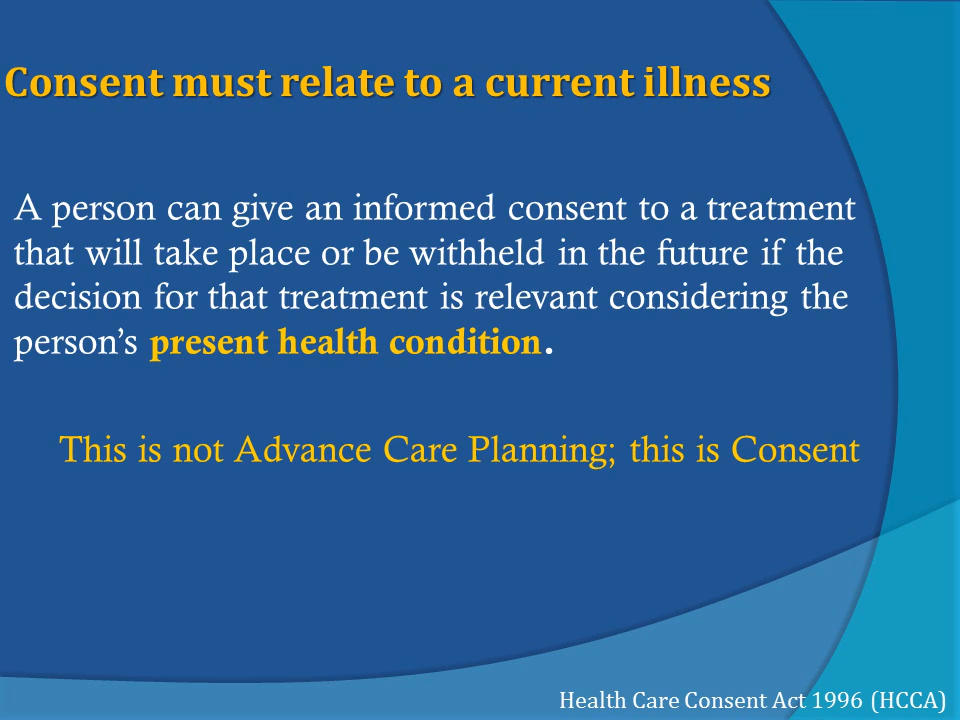 Consent must relate to a current illness
A person can give an informed consent to a treatment
that will take place or be withheld in the future if the
decision for that treatment is relevant considering the
person’s present health condition.
This is not Advance Care Planning; this is Consent
Health Care Consent Act 1996 (HCCA)